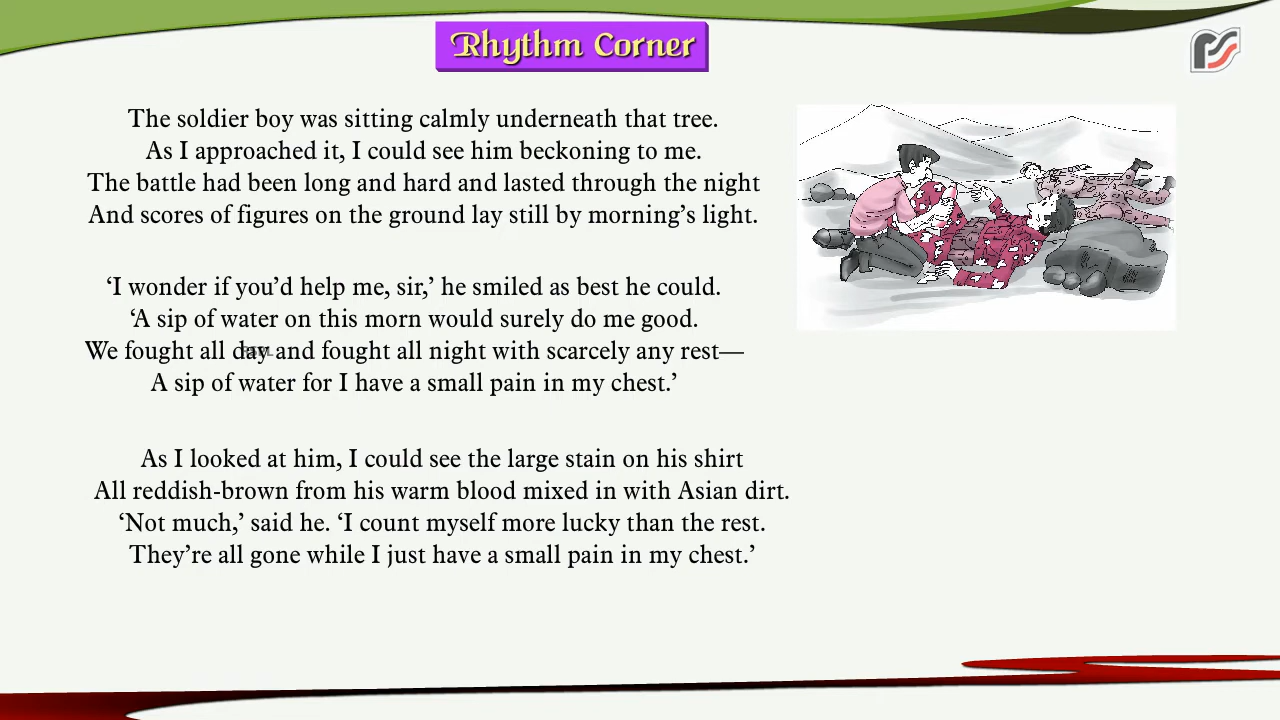 Rhythm Corner
The soldier boy was sitting calmly underneath that tree.
As I approached it, I could see him beckoning to me.
The battle had been long and hard and lasted through the night
And scores of figures on the ground lay still by morning’s light.
‘I wonder if you’d help me, sir,’ he smiled as best he could.
‘A sip of water on this morn would surely do me good.
We fought all day and fought all night with scarcely any rest—
A sip of water for I have a small pain in my chest.’
As I looked at him, I could see the large stain on his shirt
All reddish-brown from his warm blood mixed in with Asian dirt.
‘Not much,’ said he. ‘I count myself more lucky than the rest.
They’re all gone while I just have a small pain in my chest.’